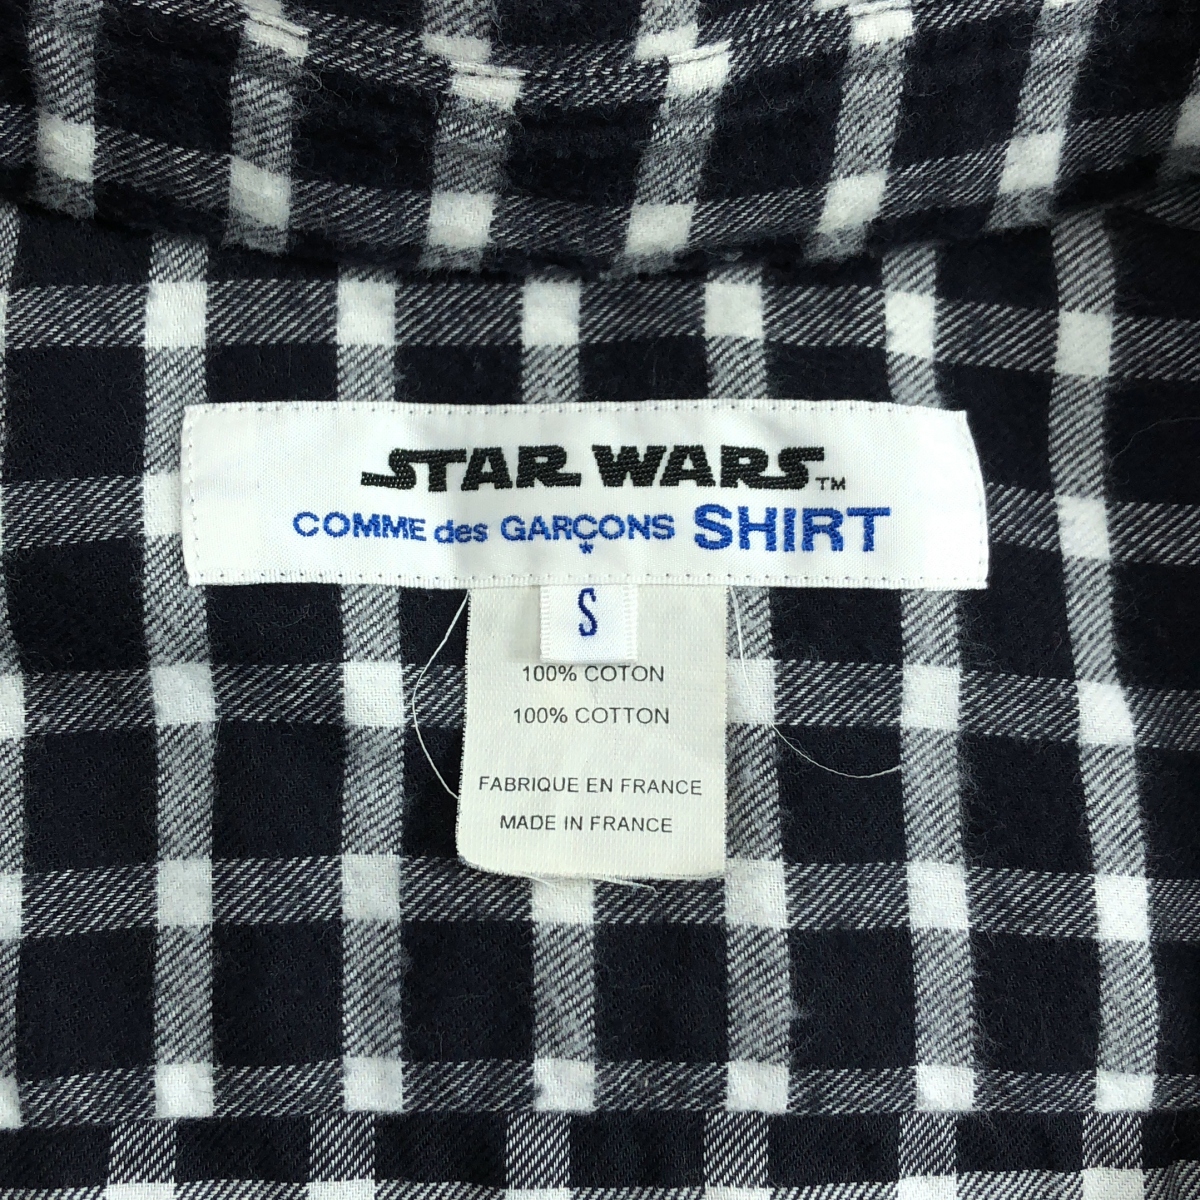 STAR WARS™
COMME des GARÇONS SHIRT
S
100% COTON
100% COTTON
FABRIQUE EN FRANCE
MADE IN FRANCE